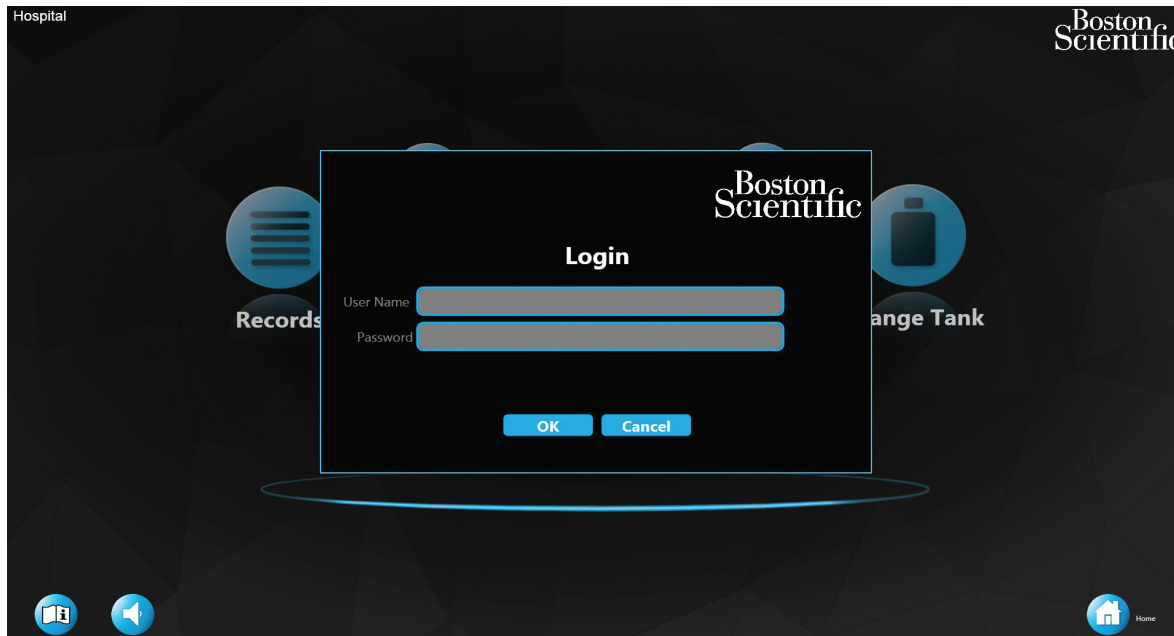 Hospital
Boston
Scientific
Boston
Scientific
Login
User Name
Password
Records
ange Tank
OK
Cancel
i
Home